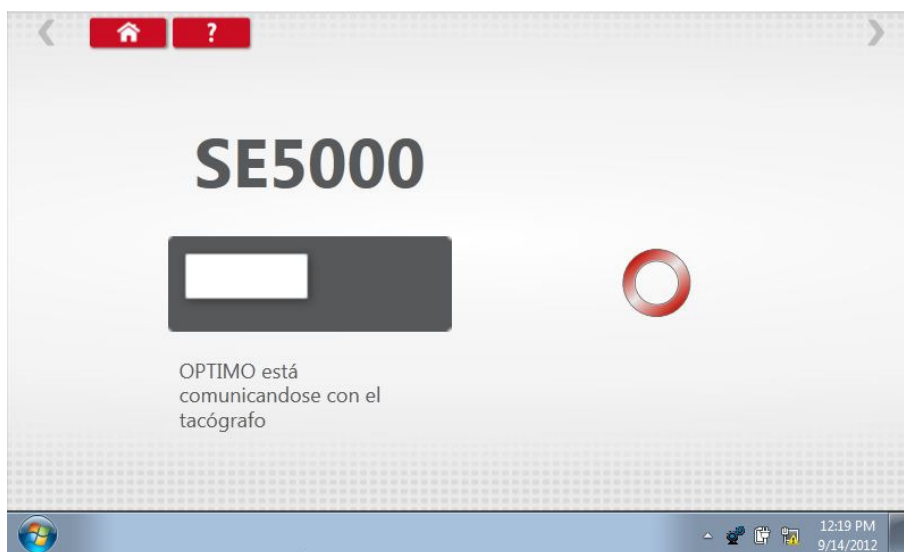 ?
SE5000
OPTIMO está
comunicandose con el
tacógrafo
12:19 PM
9/14/2012